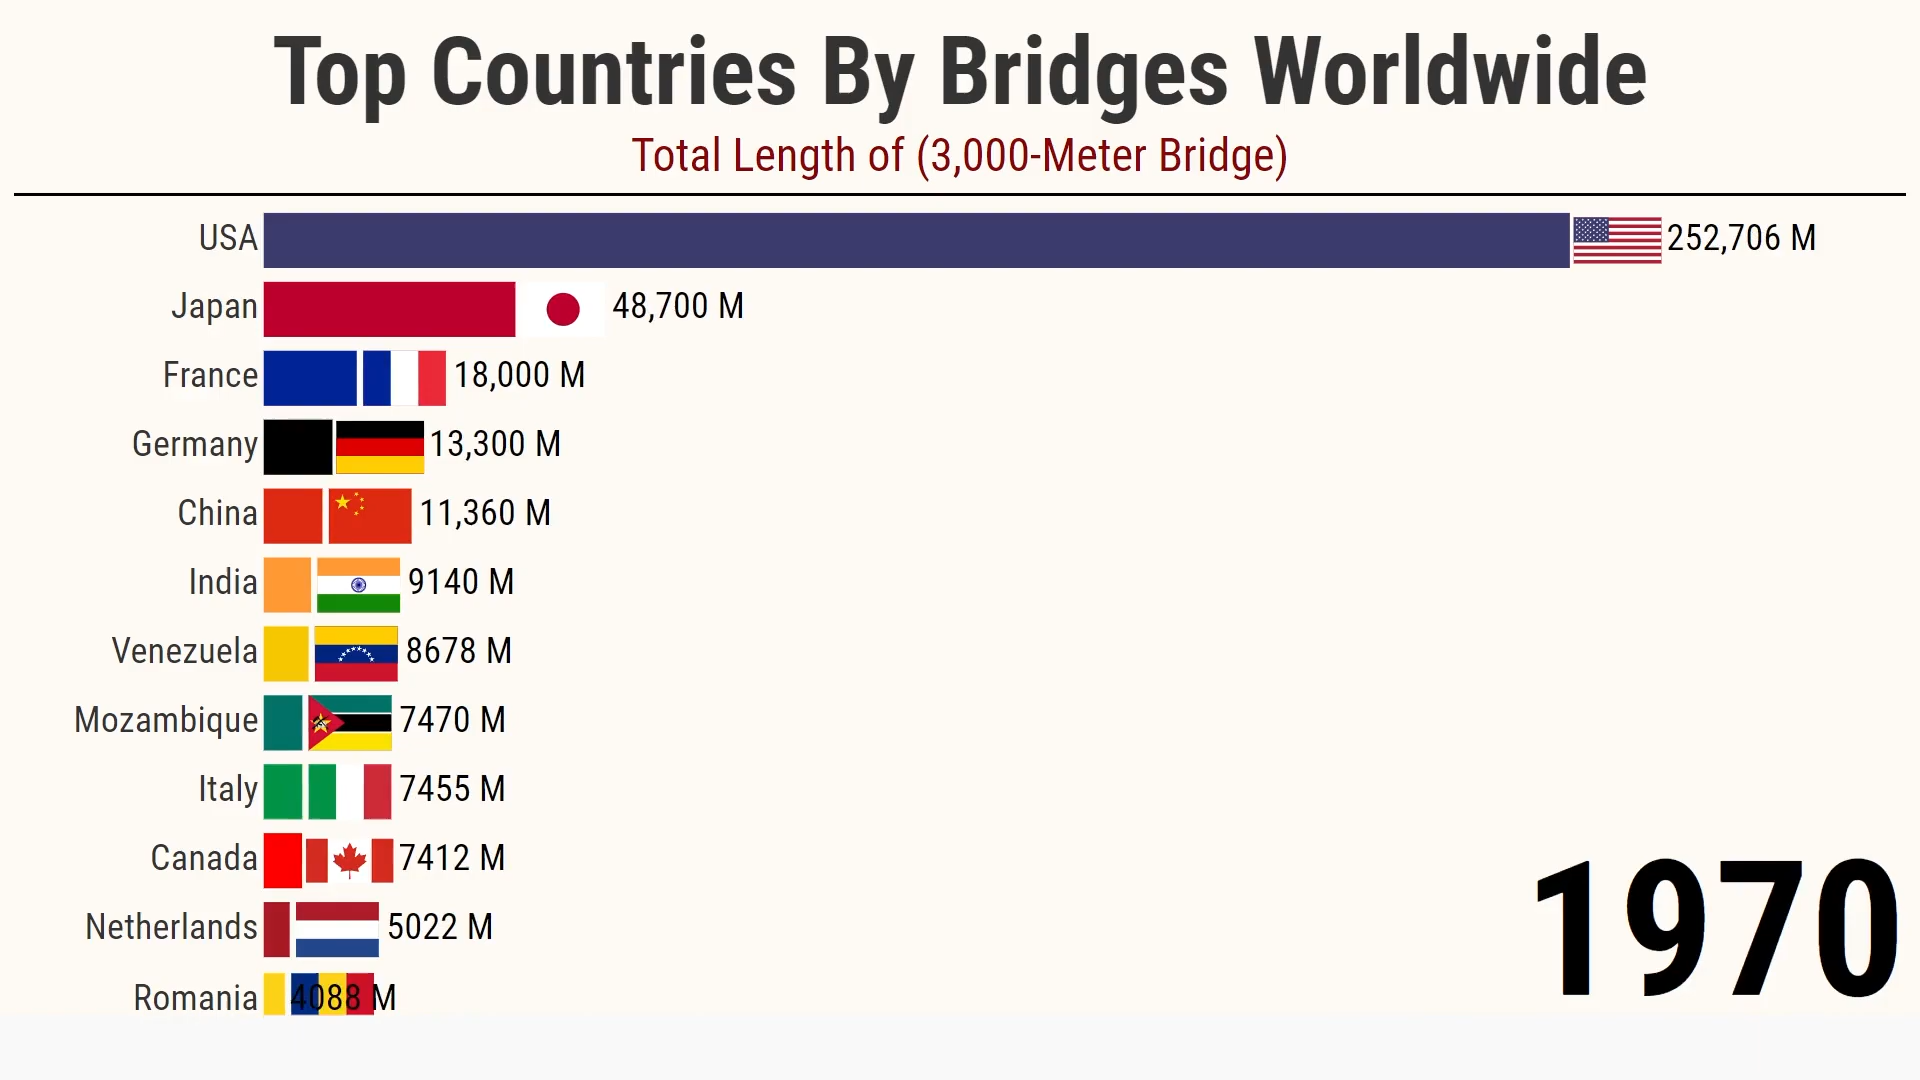 Top Countries By Bridges Worldwide
Total Length of (3,000-Meter Bridge)
USA 252,706 M
Japan 48,700 M
France 18,000 M
Germany 13,300 M
China 11,360 M
India 9140 M
Venezuela 8678 M
Mozambique 7470 M
Italy 7455 M
Canada 7412 M
Netherlands 5022 M
Romania 4088 M
1970